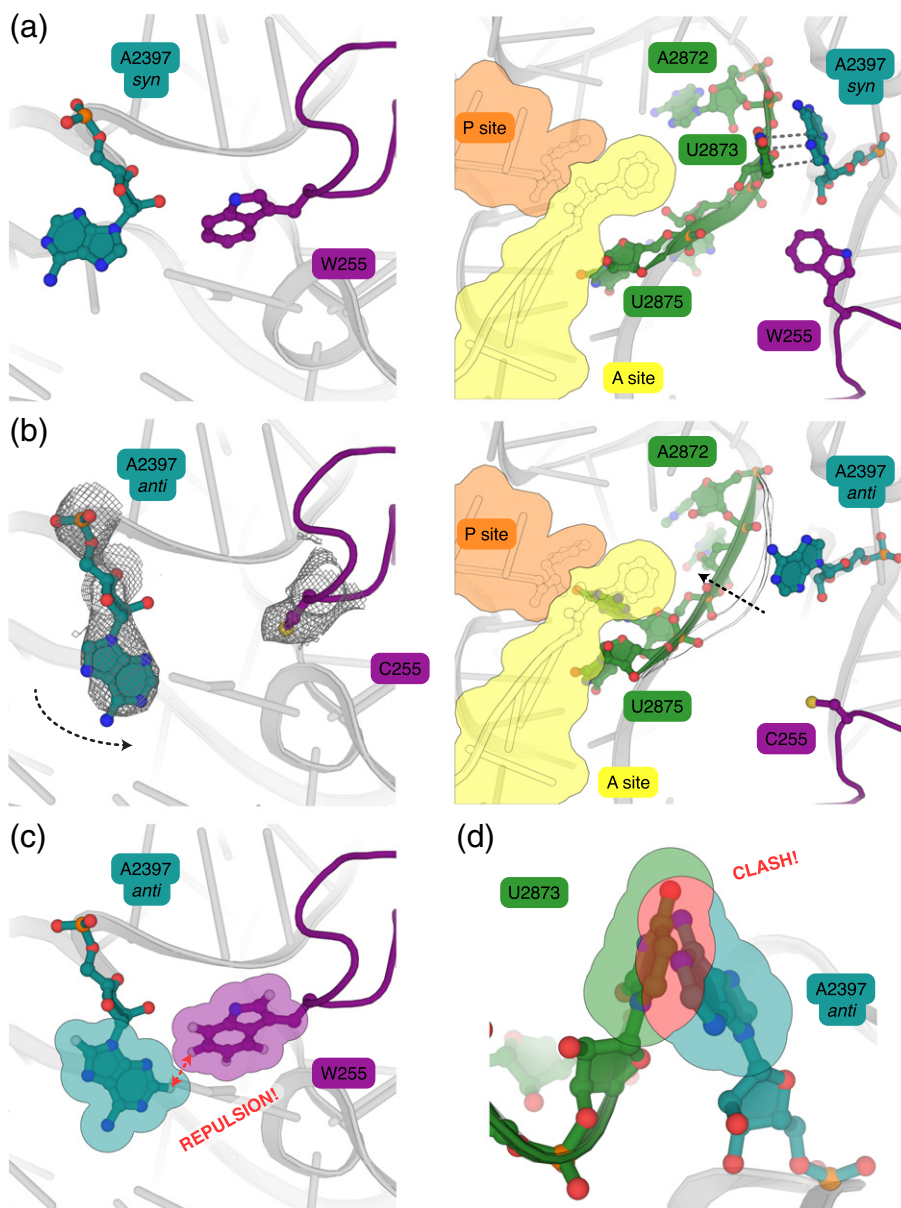 (a)
A2397
syn
W255
A2872
A2397
syn
P site
U2873
U2875
W255
A site
(b)
A2397
anti
C255
A2872
A2397
anti
P site
U2875
C255
A site
(c)
A2397
anti
W255
REPULSION!
(d)
CLASH!
U2873
A2397
anti